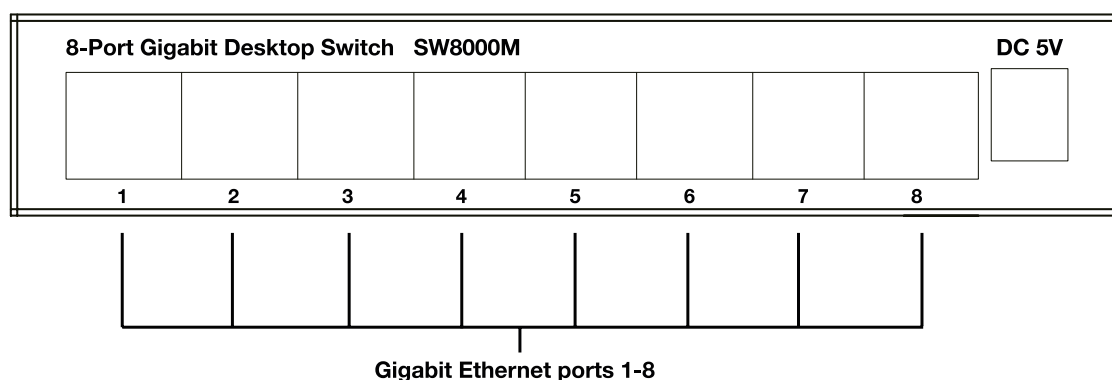 8-Port Gigabit Desktop Switch SW8000M
DC 5V
1 2 3 4 5 6 7 8
Gigabit Ethernet ports 1-8